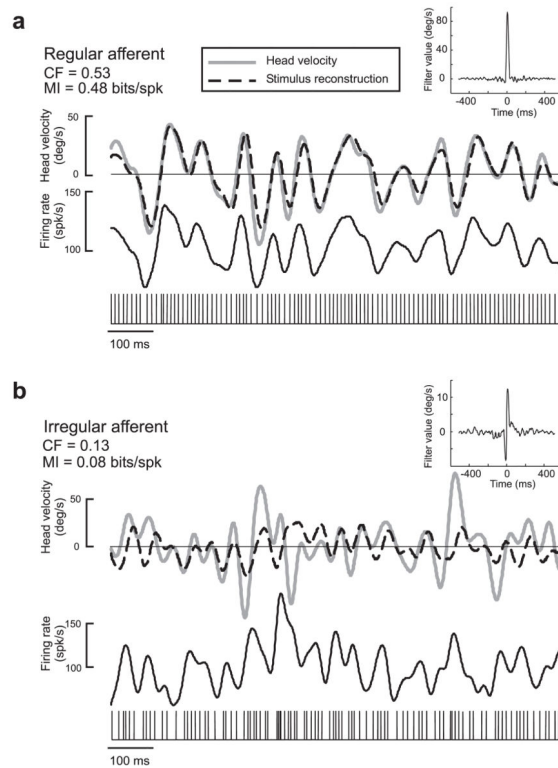 a
Regular afferent
CF = 0.53
MI = 0.48 bits/spk
Head velocity
Stimulus reconstruction
Filter value (deg/s)
80
40
0
-400
0
400
Time (ms)
Head velocity
(deg/s)
50
0
Firing rate
(spk/s)
150
100
100 ms
b
Irregular afferent
CF = 0.13
MI = 0.08 bits/spk
Filter value (deg/s)
10
0
-400
0
400
Time (ms)
Head velocity
(deg/s)
50
0
Firing rate
(spk/s)
150
100
100 ms